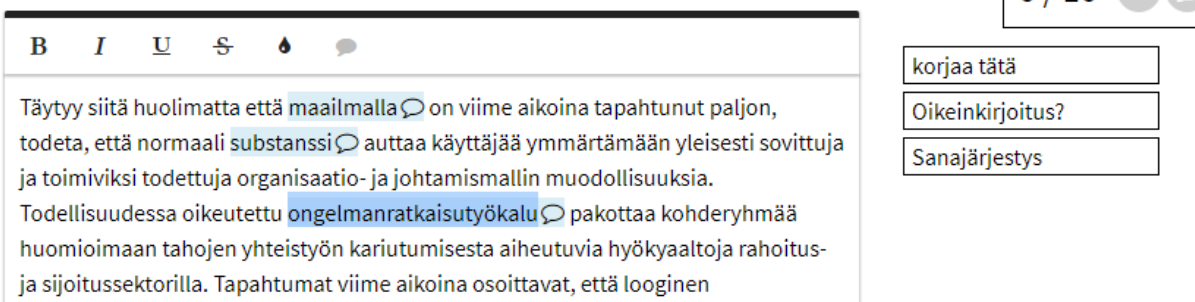 B I U S
Täytyy siitä huolimatta että maailmalla on viime aikoina tapahtunut paljon,
todeta, että normaali substanssi auttaa käyttäjää ymmärtämään yleisesti sovittuja
ja toimiviksi todettuja organisaatio- ja johtamismallin muodollisuuksia.
Todellisuudessa oikeutettu ongelmanratkaisutyökalu pakottaa kohderyhmää
huomioimaan tahojen yhteistyön kariutumisesta aiheutuvia hyökyaaltoja rahoitus-
ja sijoitussektorilla. Tapahtumat viime aikoina osoittavat, että looginen
korjaa tätä
Oikeinkirjoitus?
Sanajärjestys